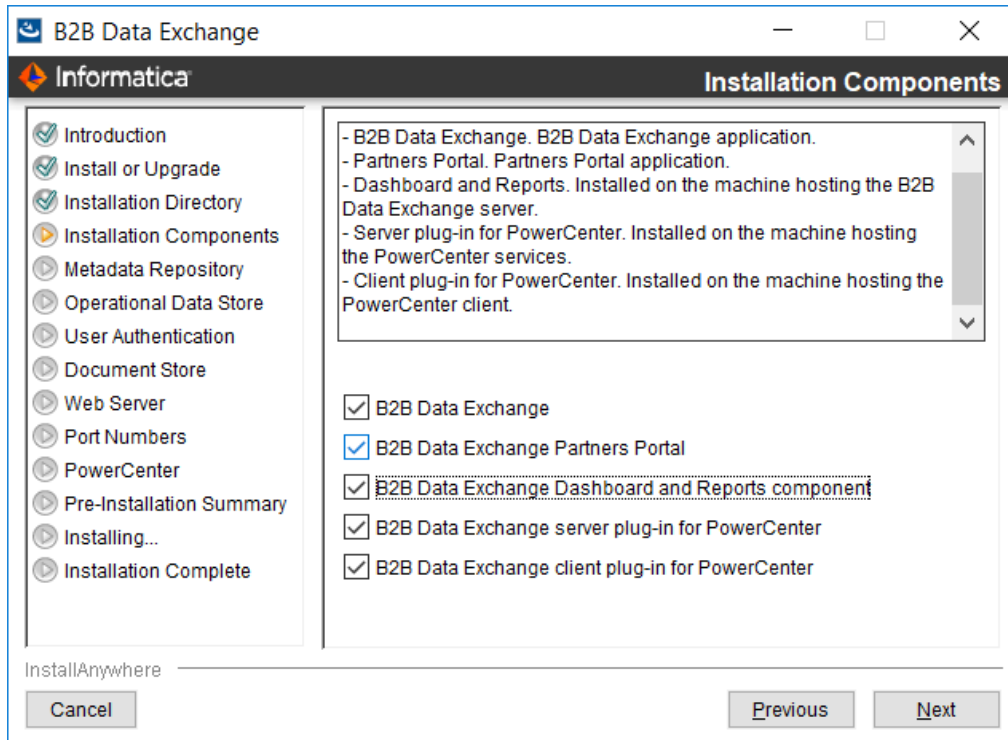 B2B Data Exchange
Informatica
Installation Components
Introduction
Install or Upgrade
Installation Directory
Installation Components
Metadata Repository
Operational Data Store
User Authentication
Document Store
Web Server
Port Numbers
PowerCenter
Pre-Installation Summary
Installing...
Installation Complete
- B2B Data Exchange. B2B Data Exchange application.
- Partners Portal. Partners Portal application.
- Dashboard and Reports. Installed on the machine hosting the B2B
Data Exchange server.
- Server plug-in for PowerCenter. Installed on the machine hosting
the PowerCenter services.
- Client plug-in for PowerCenter. Installed on the machine hosting the
PowerCenter client.
B2B Data Exchange
B2B Data Exchange Partners Portal
B2B Data Exchange Dashboard and Reports component
B2B Data Exchange server plug-in for PowerCenter
B2B Data Exchange client plug-in for PowerCenter
InstallAnywhere
Cancel
Previous
Next